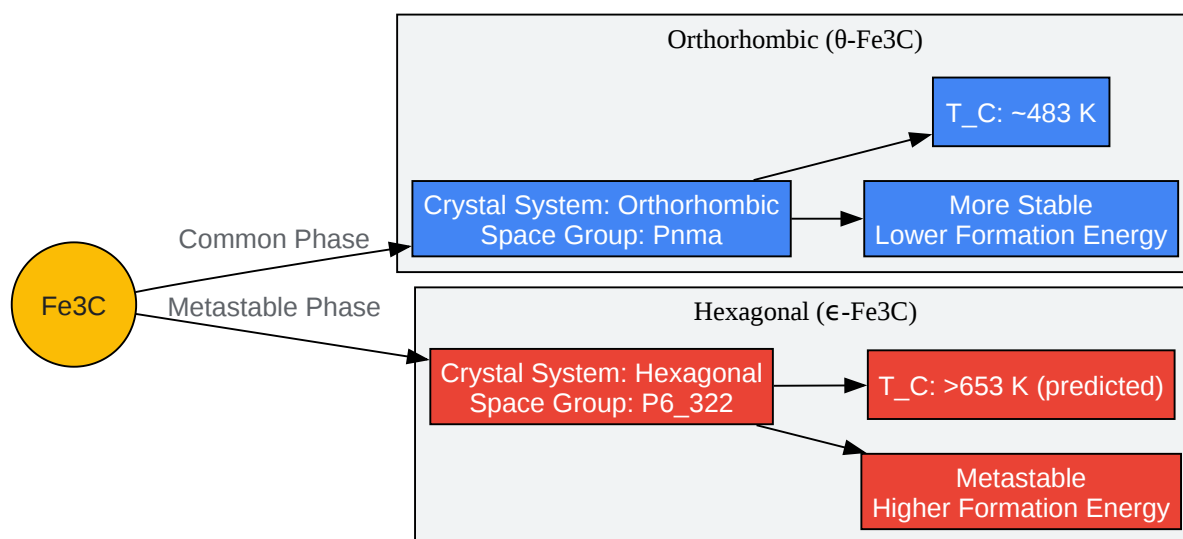 Orthorhombic (θ-Fe3C)
T_C: ~483 K
Crystal System: Orthorhombic
Space Group: Pnma
More Stable
Lower Formation Energy
Common Phase
Fe3C
Metastable Phase
Hexagonal (ϵ-Fe3C)
Crystal System: Hexagonal
Space Group: P6_322
T_C: >653 K (predicted)
Metastable
Higher Formation Energy